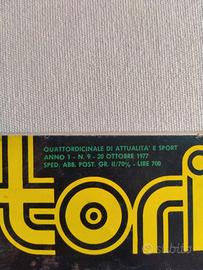 QUATTORDICINALE DI ATTUALITA' E SPORT
ANNO 1 - N. 9 - 20 OTTOBRE 1977
SPED. ABB. POST. GR. II/70% - LIRE 700
tori
subito